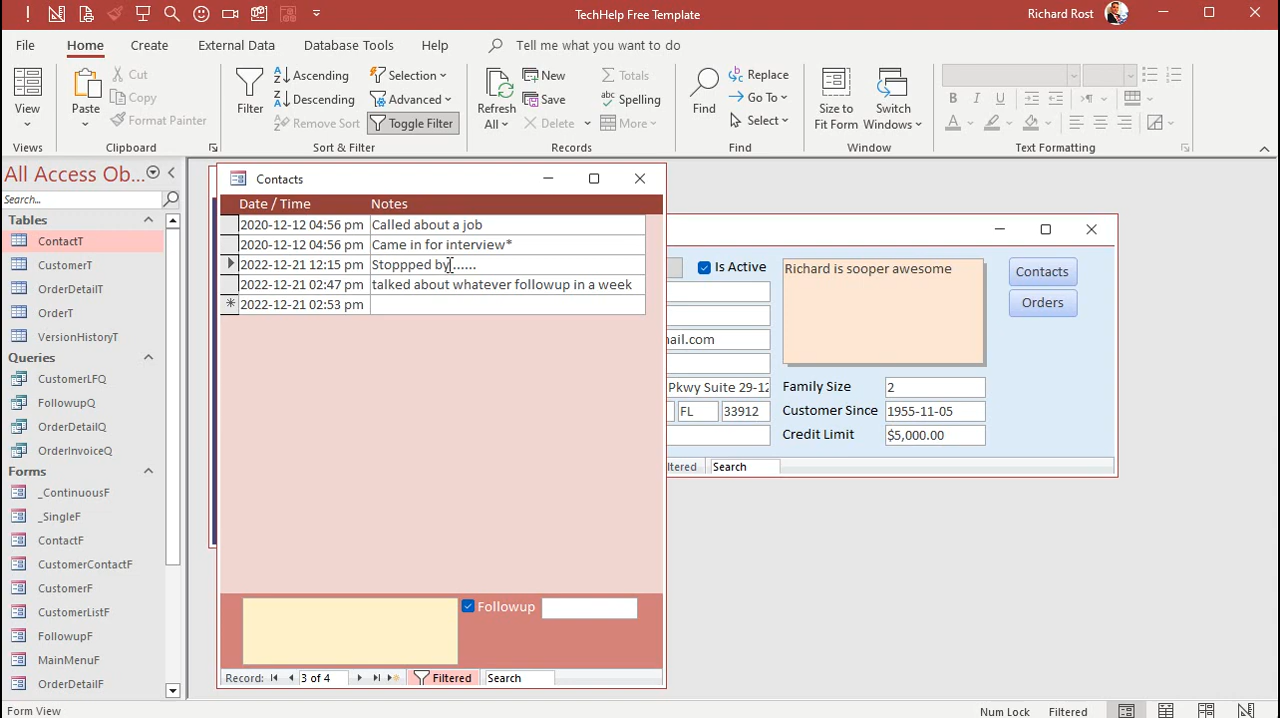 TechHelp Free Template
Richard Rost
File Home Create External Data Database Tables Help Tell me what you want to do
View
Views
Paste
Cut
Copy
Format Painter
Clipboard
Filter
Ascending
Descending
Remove Sort
Selection
Advanced
Toggle Filter
Sort & Filter
Refresh
All
New
Save
Delete
Totals
Spelling
More
Records
Find
Replace
Go To
Select
Find
Size to
Fit Form
Switch
Windows
Window
B I U
A
Text Formatting
All Access Ob...
Search...
Tables
ContactT
CustomerT
OrderDetailT
OrderT
VersionHistoryT
Queries
CustomerLFQ
FollowupQ
OrderDetailQ
OrderInvoiceQ
Forms
_ContinuousF
_SingleF
ContactF
CustomerContactF
CustomerF
CustomerListF
FollowupF
MainMenuF
OrderDetailF
Contacts
Date / Time Notes
2020-12-12 04:56 pm Called about a job
2020-12-12 04:56 pm Came in for interview*
2022-12-21 12:15 pm Stoppped by......
2022-12-21 02:47 pm talked about whatever followup in a week
2022-12-21 02:53 pm
Followup
Record: 3 of 4 Filtered Search
Is Active
Richard is sooper awesome
Contacts
Orders
mail.com
Pkwy Suite 29-12
FL 33912
Family Size 2
Customer Since 1955-11-05
Credit Limit $5,000.00
ltered Search
Form View
Num Lock Filtered